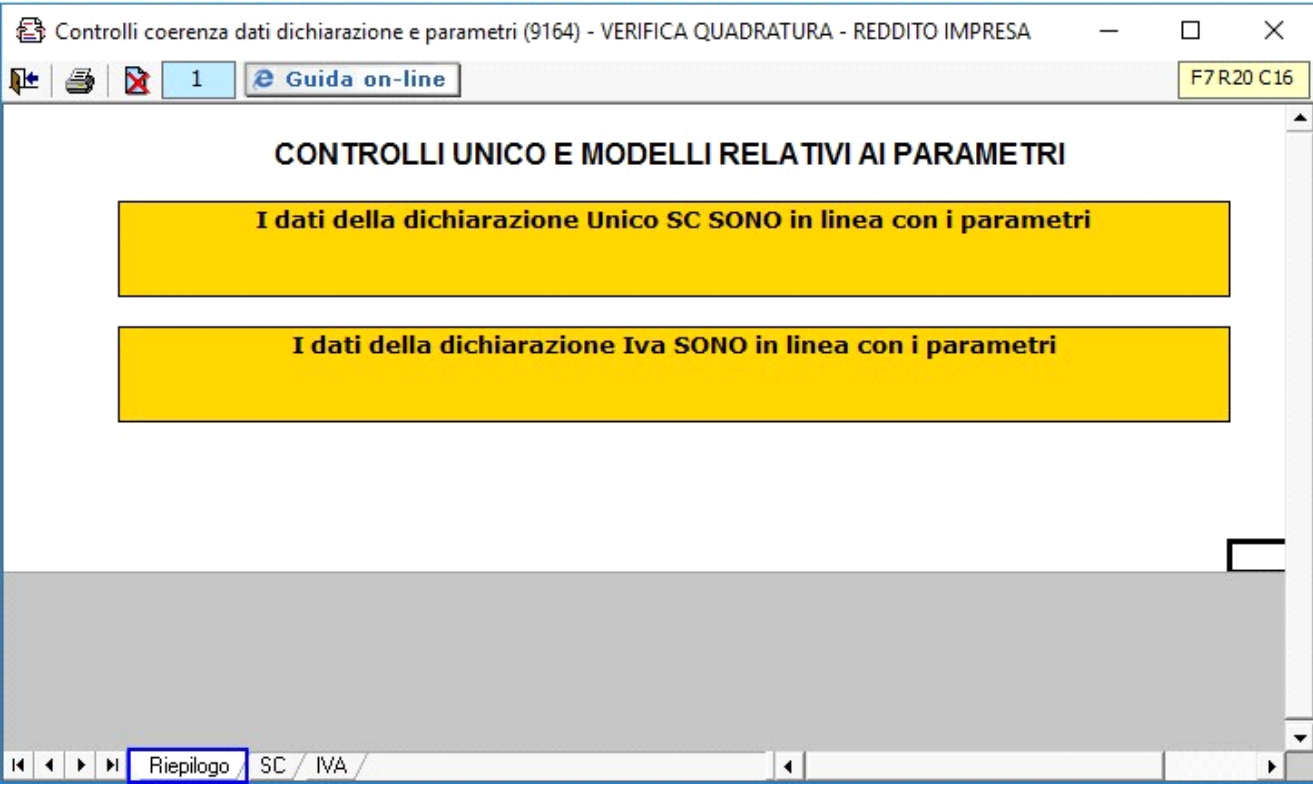 Controlli coerenza dati dichiarazione e parametri (9164) - VERIFICA QUADRATURA - REDDITO IMPRESA
1
Guida on-line
F7 R20 C16
CONTROLLI UNICO E MODELLI RELATIVI AI PARAMETRI
I dati della dichiarazione Unico SC SONO in linea con i parametri
I dati della dichiarazione Iva SONO in linea con i parametri
Riepilogo SC IVA